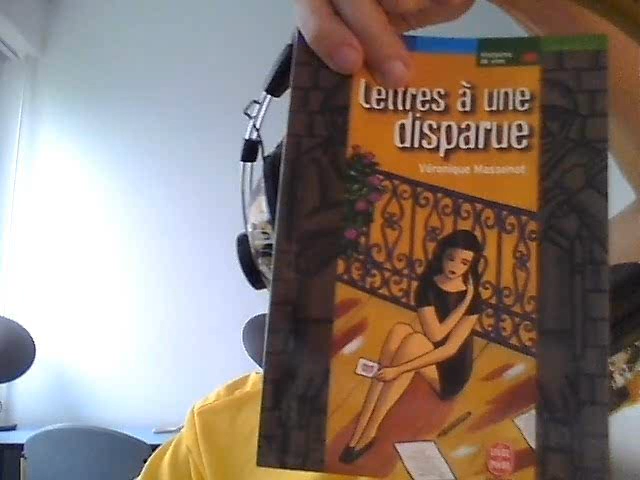 Lettres à une
disparue
Véronique Massenot